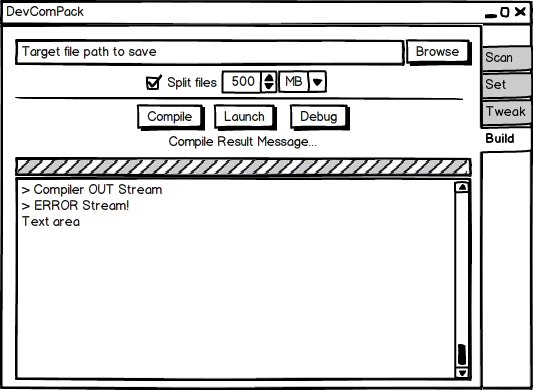 DevComPack
Target file path to save
Browse
Split files
500
MB
Compile
Launch
Debug
Compile Result Message...
> Compiler OUT Stream
> ERROR Stream!
Text area
Scan
Set
Tweak
Build